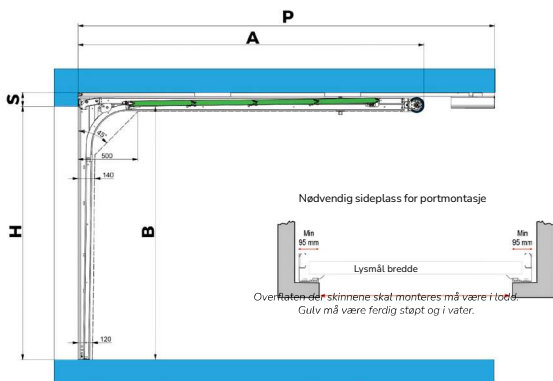 P
A
S
45°
500
140
H
B
120
Nødvendig sideplass for portmontasje
Min
95 mm
Min
95 mm
Lysmål bredde
Overflaten der skinnene skal monteres må være i lodd.
Gulv må være ferdig støpt og i vater.